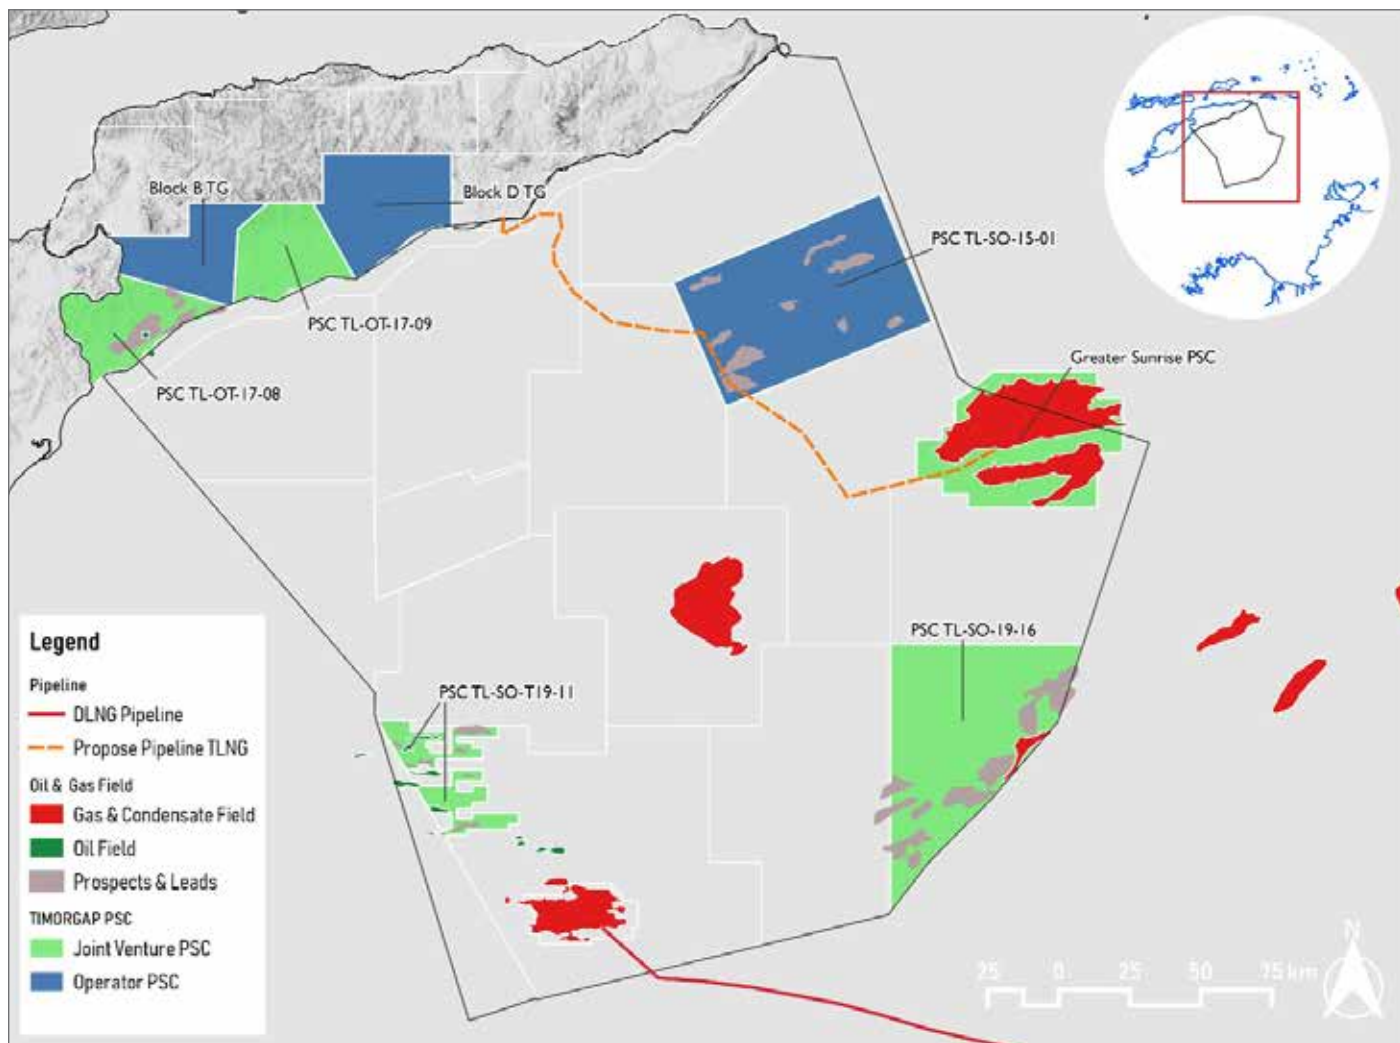 Block B TG
Block D TG
PSC TL-SO-15-01
PSC TL-OT-17-09
Greater Sunrise PSC
PSC TL-OT-17-08
PSC TL-SO-19-16
PSC TL-SO-T19-11
Legend
Pipeline
DLNG Pipeline
Propose Pipeline TLNG
Oil & Gas Field
Gas & Condensate Field
Oil Field
Prospects & Leads
TIMORGAP PSC
Joint Venture PSC
Operator PSC
25 0 25 50 75 km
N